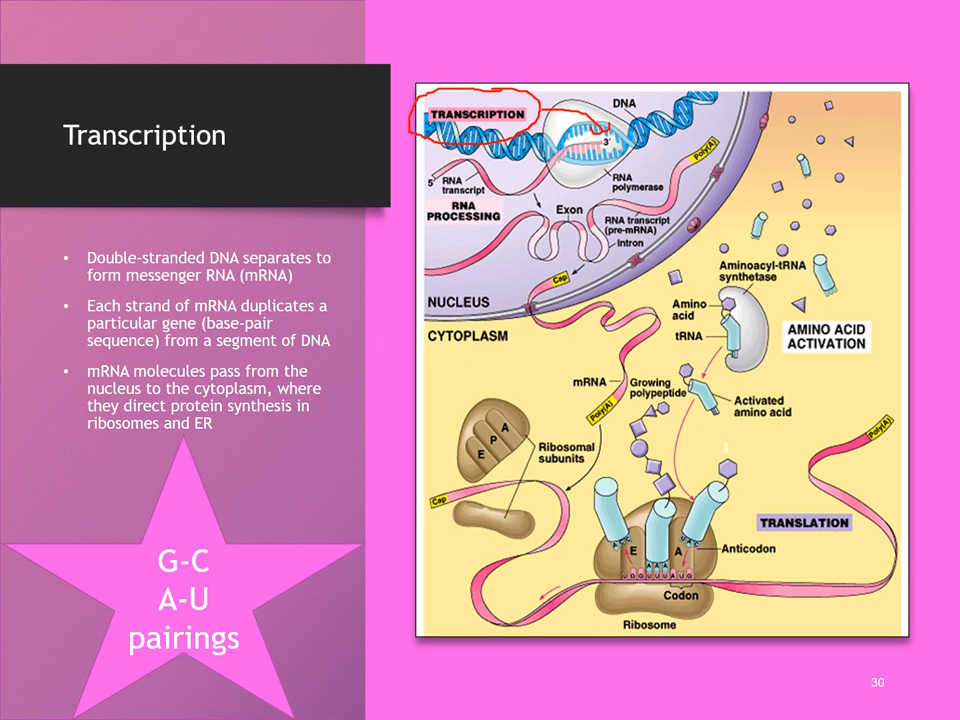 Transcription
• Double-stranded DNA separates to
form messenger RNA (mRNA)
• Each strand of mRNA duplicates a
particular gene (base-pair
sequence) from a segment of DNA
• mRNA molecules pass from the
nucleus to the cytoplasm, where
they direct protein synthesis in
ribosomes and ER
G-C
A-U
pairings
TRANSCRIPTION
DNA
3'
5'
RNA
transcript
RNA
polymerase
Poly(A)
RNA
PROCESSING
Exon
RNA transcript
(pre-mRNA)
Intron
Cap
NUCLEUS
CYTOPLASM
Aminoacyl-tRNA
synthetase
Amino
acid
tRNA
AMINO ACID
ACTIVATION
mRNA
Growing
polypeptide
Activated
amino acid
Poly(A)
Poly(A)
A
P
E
Ribosomal
subunits
Cap
TRANSLATION
E
A
Anticodon
A A A
U G G U U U A U G
Codon
Ribosome
30